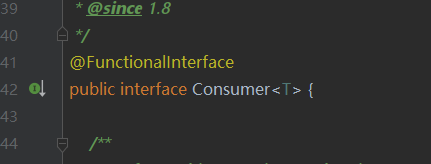 39 * @since 1.8
40 */
41 @FunctionalInterface
42 public interface Consumer<T> {
43
44 /**